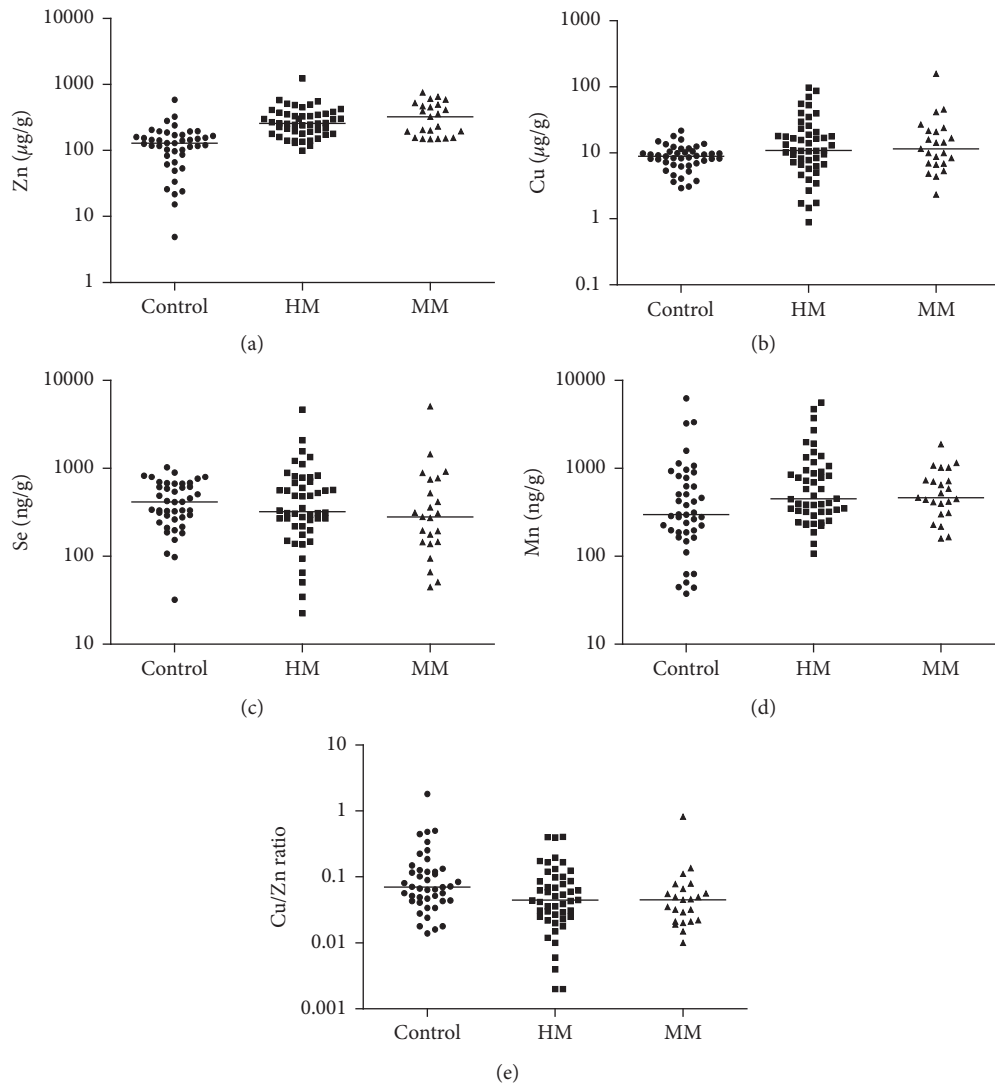 10000
1000
100
10
1
Zn (µg/g)
Control HM MM
(a)
1000
100
10
1
0.1
Cu (µg/g)
Control HM MM
(b)
10000
1000
100
10
Se (ng/g)
Control HM MM
(c)
10000
1000
100
10
Mn (ng/g)
Control HM MM
(d)
10
1
0.1
0.01
0.001
Cu/Zn ratio
Control HM MM
(e)